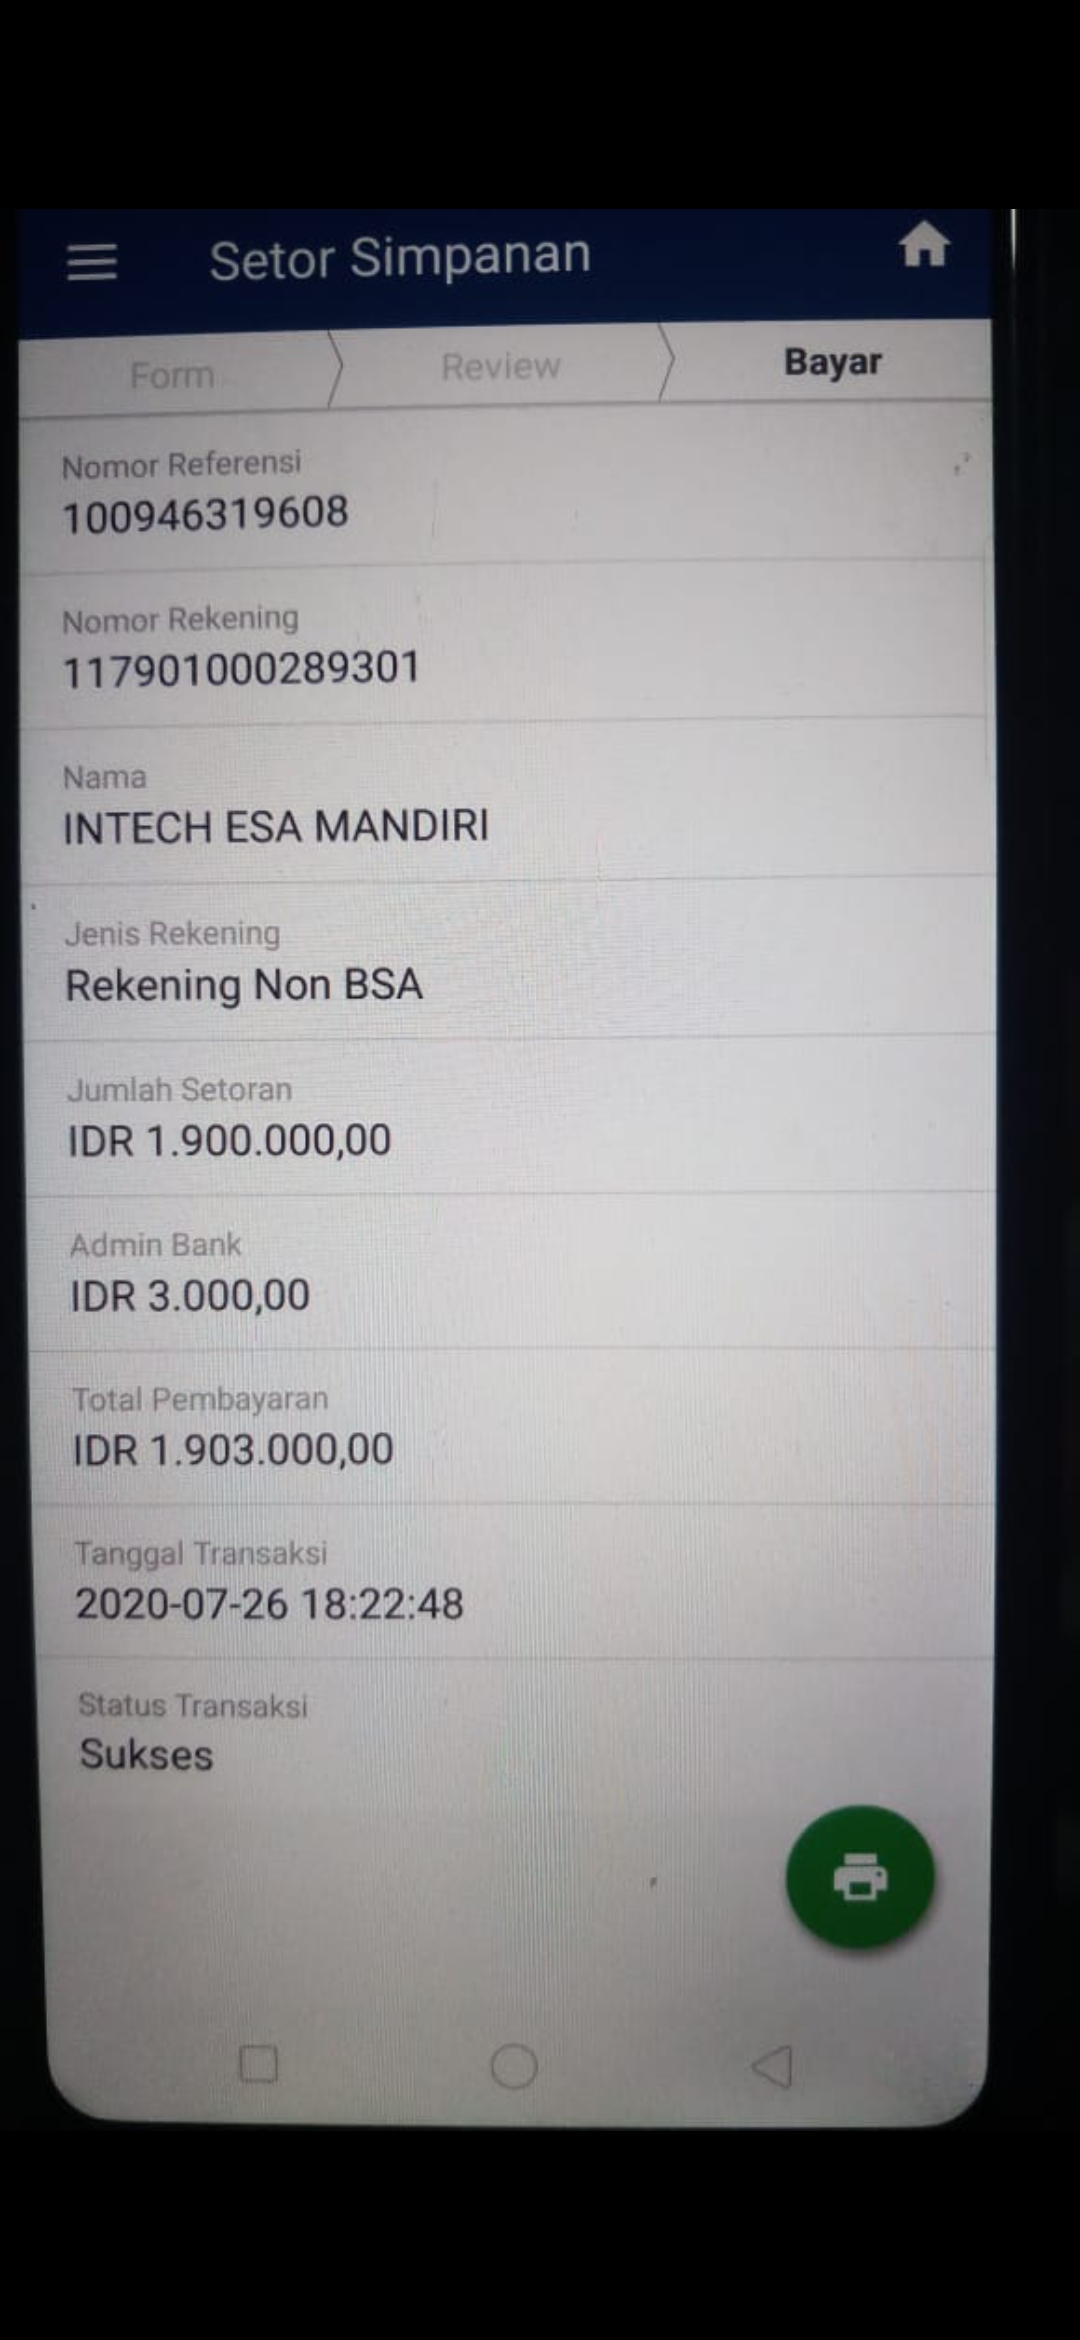 Setor Simpanan
Form
Review
Bayar
Nomor Referensi
100946319608
Nomor Rekening
117901000289301
Nama
INTECH ESA MANDIRI
Jenis Rekening
Rekening Non BSA
Jumlah Setoran
IDR 1.900.000,00
Admin Bank
IDR 3.000,00
Total Pembayaran
IDR 1.903.000,00
Tanggal Transaksi
2020-07-26 18:22:48
Status Transaksi
Sukses